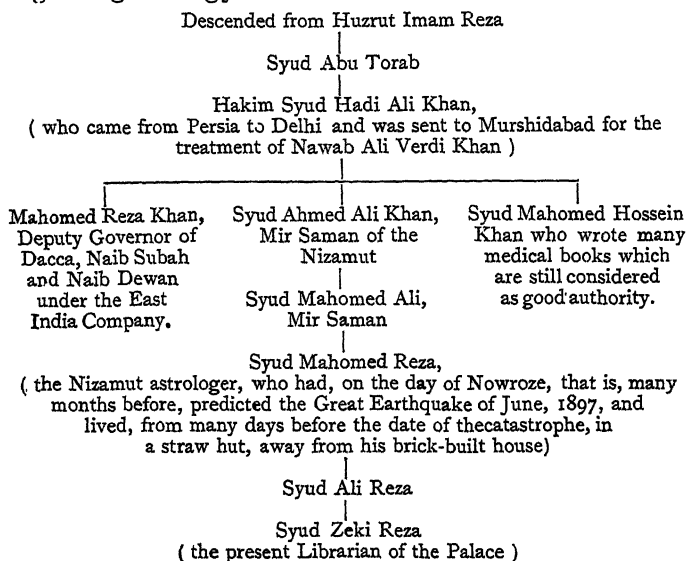 Descended from Huzrut Imam Reza
Syud Abu Torab
Hakim Syud Hadi Ali Khan,
( who came from Persia to Delhi and was sent to Murshidabad for the
treatment of Nawab Ali Verdi Khan )
Mahomed Reza Khan,
Deputy Governor of
Dacca, Naib Subah
and Naib Dewan
under the East
India Company.
Syud Ahmed Ali Khan,
Mir Saman of the
Nizamut
Syud Mahomed Ali,
Mir Saman
Syud Mahomed Hossein
Khan who wrote many
medical books which
are still considered
as good authority.
Syud Mahomed Reza,
( the Nizamut astrologer, who had, on the day of Nowroze, that is, many
months before, predicted the Great Earthquake of June, 1897, and
lived, from many days before the date of thecatastrophe, in
a straw hut, away from his brick-built house)
Syud Ali Reza
Syud Zeki Reza
( the present Librarian of the Palace )